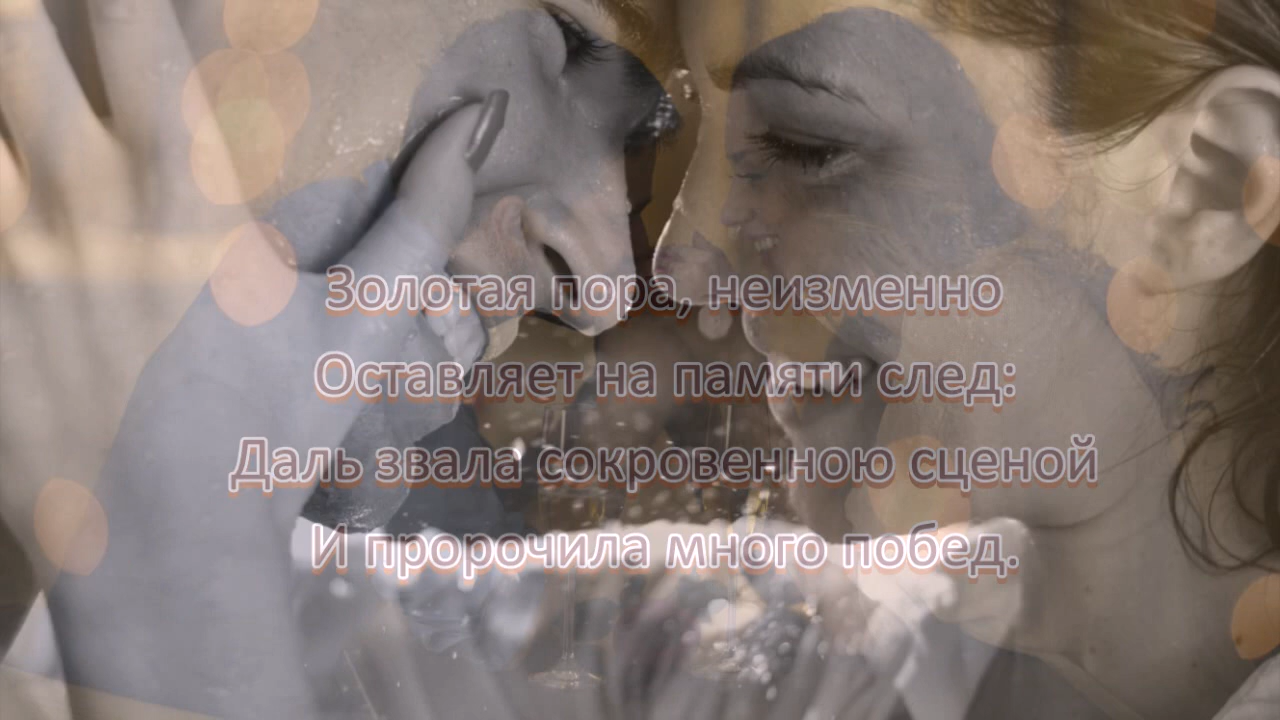 Золотая пора, неизменно
Оставляет на памяти след:
Даль звала сокровенною сценой
И пророчила много побед.